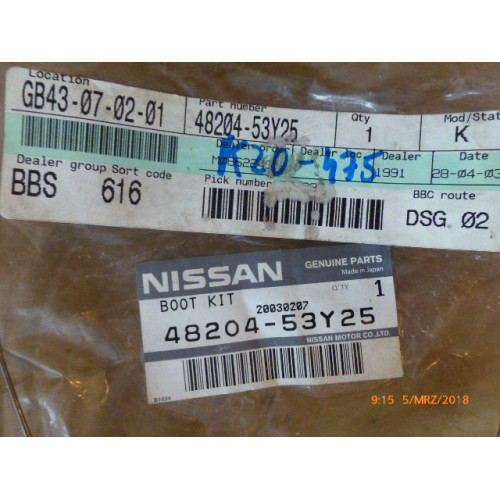 Location
GB43-07-02-01
Part number
48204-53Y25
Qty
1
Mod/Stat
K
Dealer
1991
Date
28-04-03
Dealer group Sort code
BBS 616
Pick number
BBC route
DSG 02
NISSAN
GENUINE PARTS
Made in Japan
BOOT KIT
20030207
Q'TY 1
48204-53Y25
NISSAN MOTOR CO.,LTD.
9:15 5/MRZ/2018